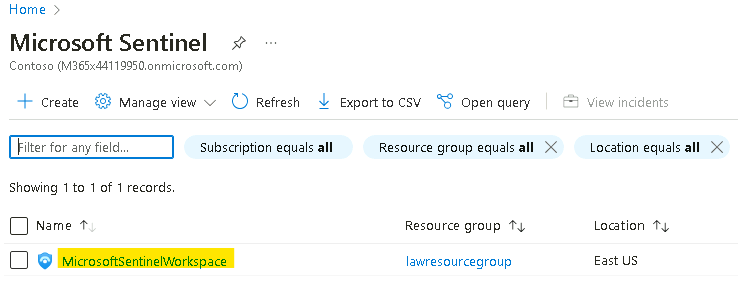 Home >
Microsoft Sentinel ...
Contoso (M365x44119950.onmicrosoft.com)
+ Create Manage view Refresh Export to CSV Open query View incidents
Filter for any field... Subscription equals all Resource group equals all Location equals all
Showing 1 to 1 of 1 records.
Name ↑↓ Resource group ↑↓ Location ↑↓
MicrosoftSentinelWorkspace lawresourcegroup East US